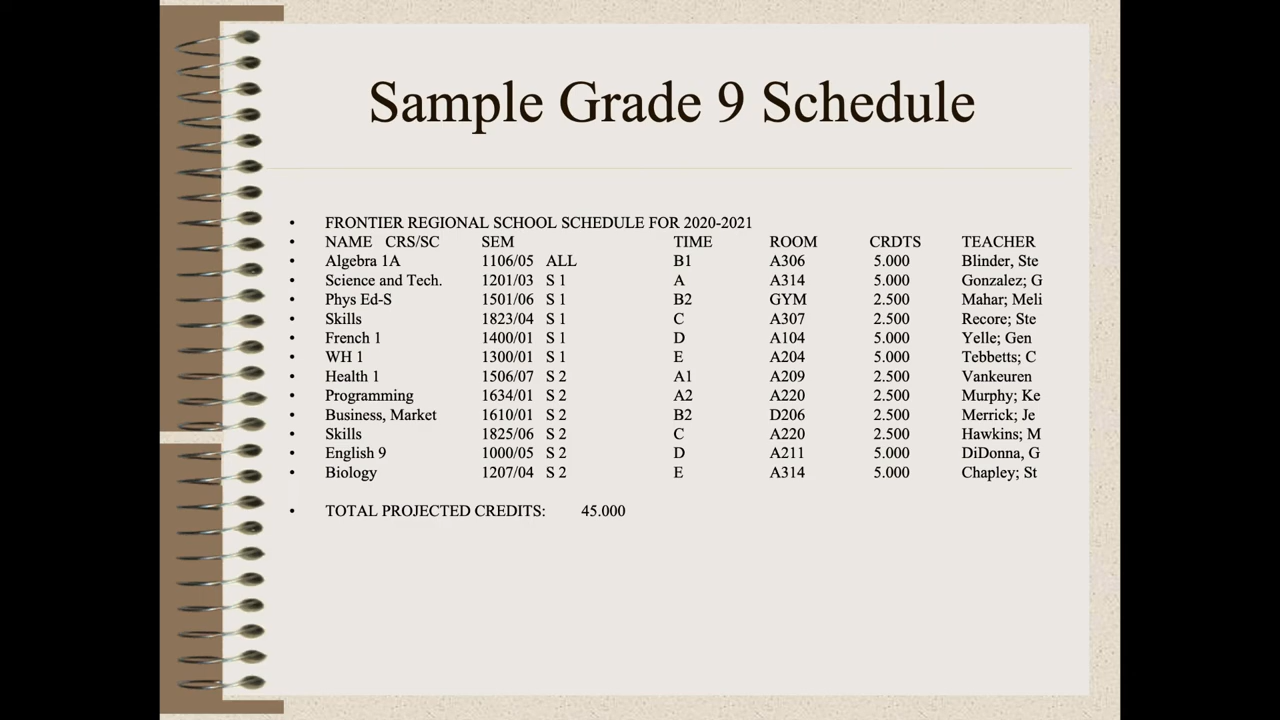 Sample Grade 9 Schedule
• FRONTIER REGIONAL SCHOOL SCHEDULE FOR 2020-2021
• NAME CRS/SC SEM TIME ROOM CRDTS TEACHER
• Algebra 1A 1106/05 ALL B1 A306 5.000 Blinder, Ste
• Science and Tech. 1201/03 S 1 A A314 5.000 Gonzalez; G
• Phys Ed-S 1501/06 S 1 B2 GYM 2.500 Mahar; Meli
• Skills 1823/04 S 1 C A307 2.500 Recore; Ste
• French 1 1400/01 S 1 D A104 5.000 Yelle; Gen
• WH 1 1300/01 S 1 E A204 5.000 Tebbetts; C
• Health 1 1506/07 S 2 A1 A209 2.500 Vankeuren
• Programming 1634/01 S 2 A2 A220 2.500 Murphy; Ke
• Business, Market 1610/01 S 2 B2 D206 2.500 Merrick; Je
• Skills 1825/06 S 2 C A220 2.500 Hawkins; M
• English 9 1000/05 S 2 D A211 5.000 DiDonna, G
• Biology 1207/04 S 2 E A314 5.000 Chapley; St
• TOTAL PROJECTED CREDITS: 45.000